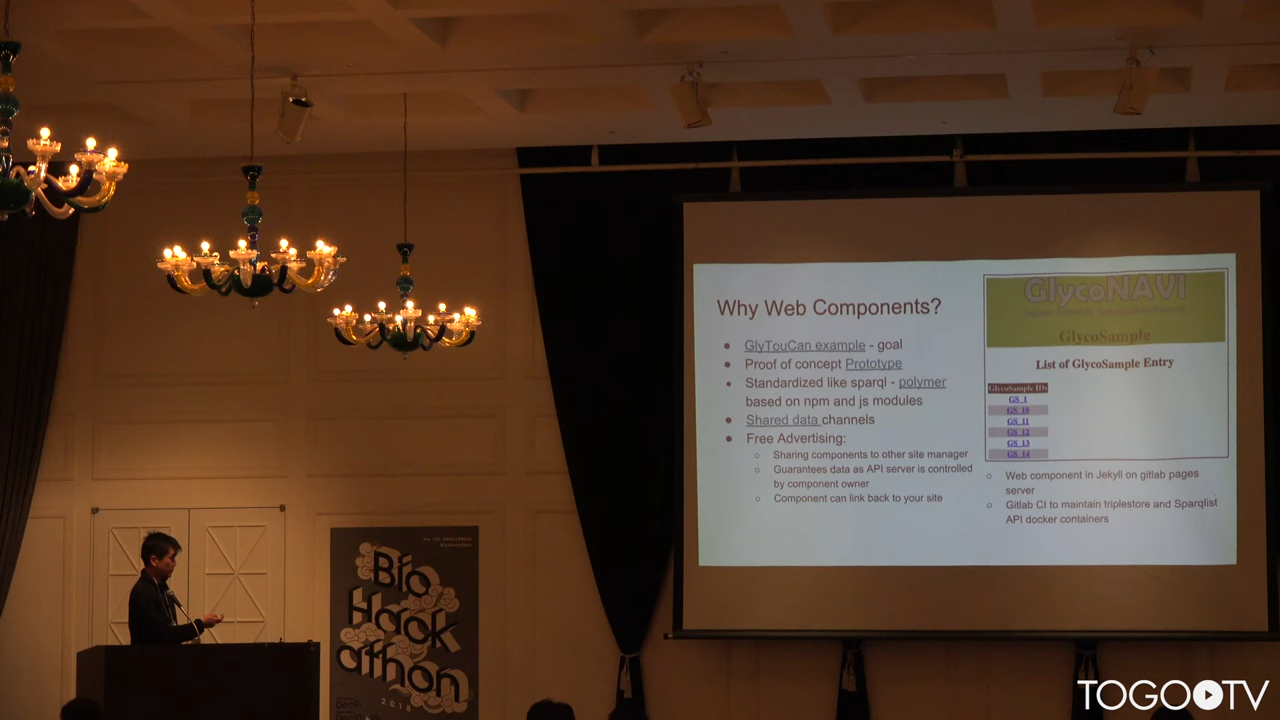 Why Web Components?
GlyTouCan example - goal
Proof of concept Prototype
Standardized like sparql - polymer
based on npm and js modules
Shared data channels
Free Advertising:
Sharing components to other site manager
Guarantees data as API server is controlled
by component owner
Component can link back to your site
GlycoNAVI
GlycoSample
List of GlycoSample Entry
GlycoSample IDs
GS_1
GS_10
GS_11
GS_12
GS_13
GS_14
Web component in Jekyll on gitlab pages
server
Gitlab CI to maintain triplestore and Sparqlist
API docker containers
Bio
Hack
athon
2018
TOGO TV